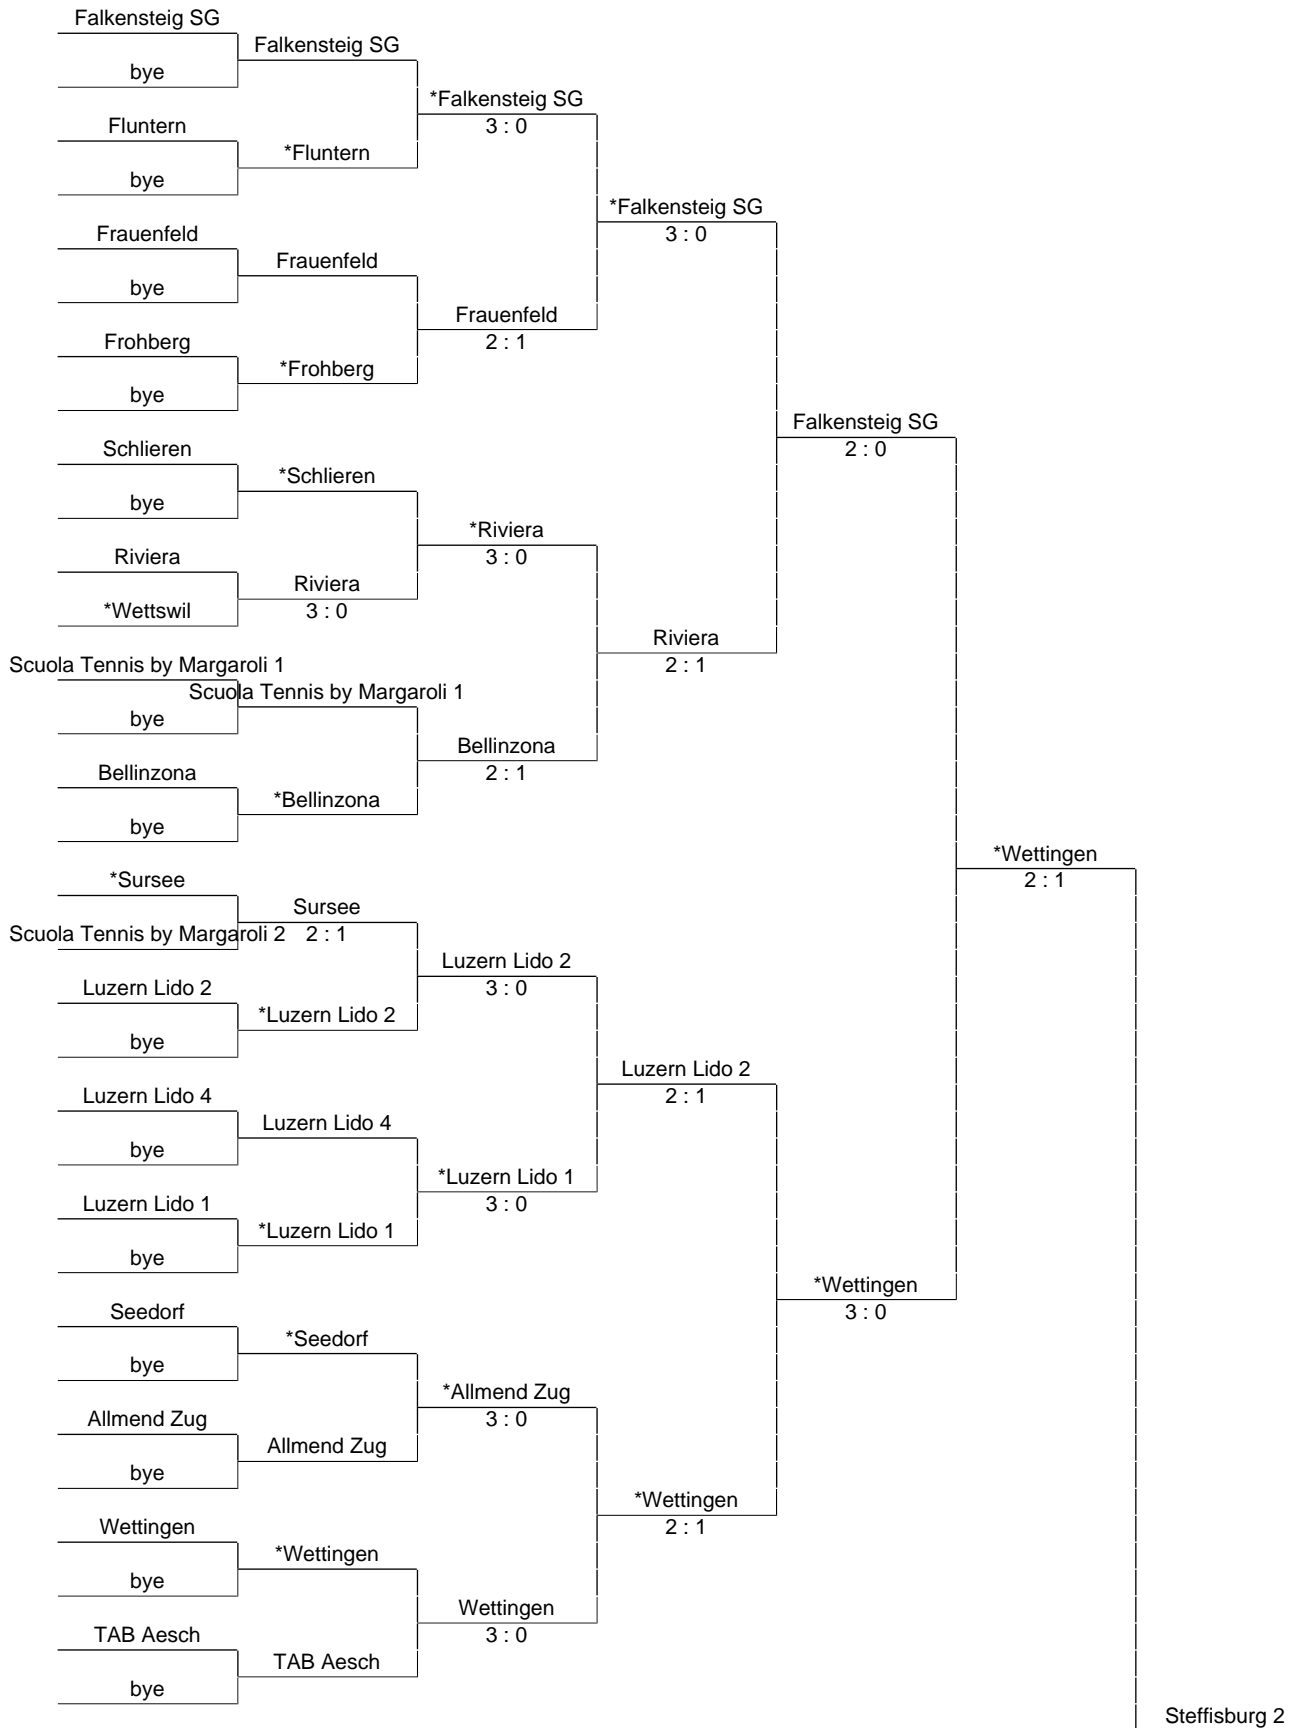 Falkensteig SG
Falkensteig SG
bye
*Falkensteig SG
Fluntern
3 : 0
*Fluntern
bye
*Falkensteig SG
Frauenfeld
3 : 0
Frauenfeld
bye
Frauenfeld
Frohberg
2 : 1
*Frohberg
bye
Falkensteig SG
Schlieren
2 : 0
*Schlieren
bye
*Riviera
Riviera
3 : 0
Riviera
*Wettswil
3 : 0
Riviera
Scuola Tennis by Margaroli 1
2 : 1
Scuola Tennis by Margaroli 1
bye
Bellinzona
Bellinzona
2 : 1
*Bellinzona
bye
*Wettingen
*Sursee
2 : 1
Sursee
Scuola Tennis by Margaroli 2
2 : 1
Luzern Lido 2
Luzern Lido 2
3 : 0
*Luzern Lido 2
bye
Luzern Lido 2
Luzern Lido 4
2 : 1
Luzern Lido 4
bye
*Luzern Lido 1
Luzern Lido 1
3 : 0
*Luzern Lido 1
bye
*Wettingen
Seedorf
3 : 0
*Seedorf
bye
*Allmend Zug
Allmend Zug
3 : 0
Allmend Zug
bye
*Wettingen
Wettingen
2 : 1
*Wettingen
bye
Wettingen
TAB Aesch
3 : 0
TAB Aesch
bye
Steffisburg 2